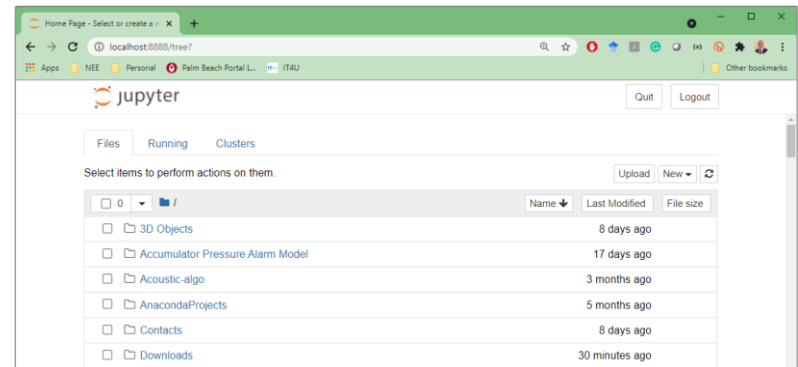 Home Page - Select or create a n
localhost:8888/tree?
Apps NEE Personal Palm Beach Portal L... IT4U Other bookmarks
jupyter Quit Logout
Files Running Clusters
Select items to perform actions on them. Upload New
0 / Name Last Modified File size
3D Objects 8 days ago
Accumulator Pressure Alarm Model 17 days ago
Acoustic-algo 3 months ago
AnacondaProjects 5 months ago
Contacts 8 days ago
Downloads 30 minutes ago